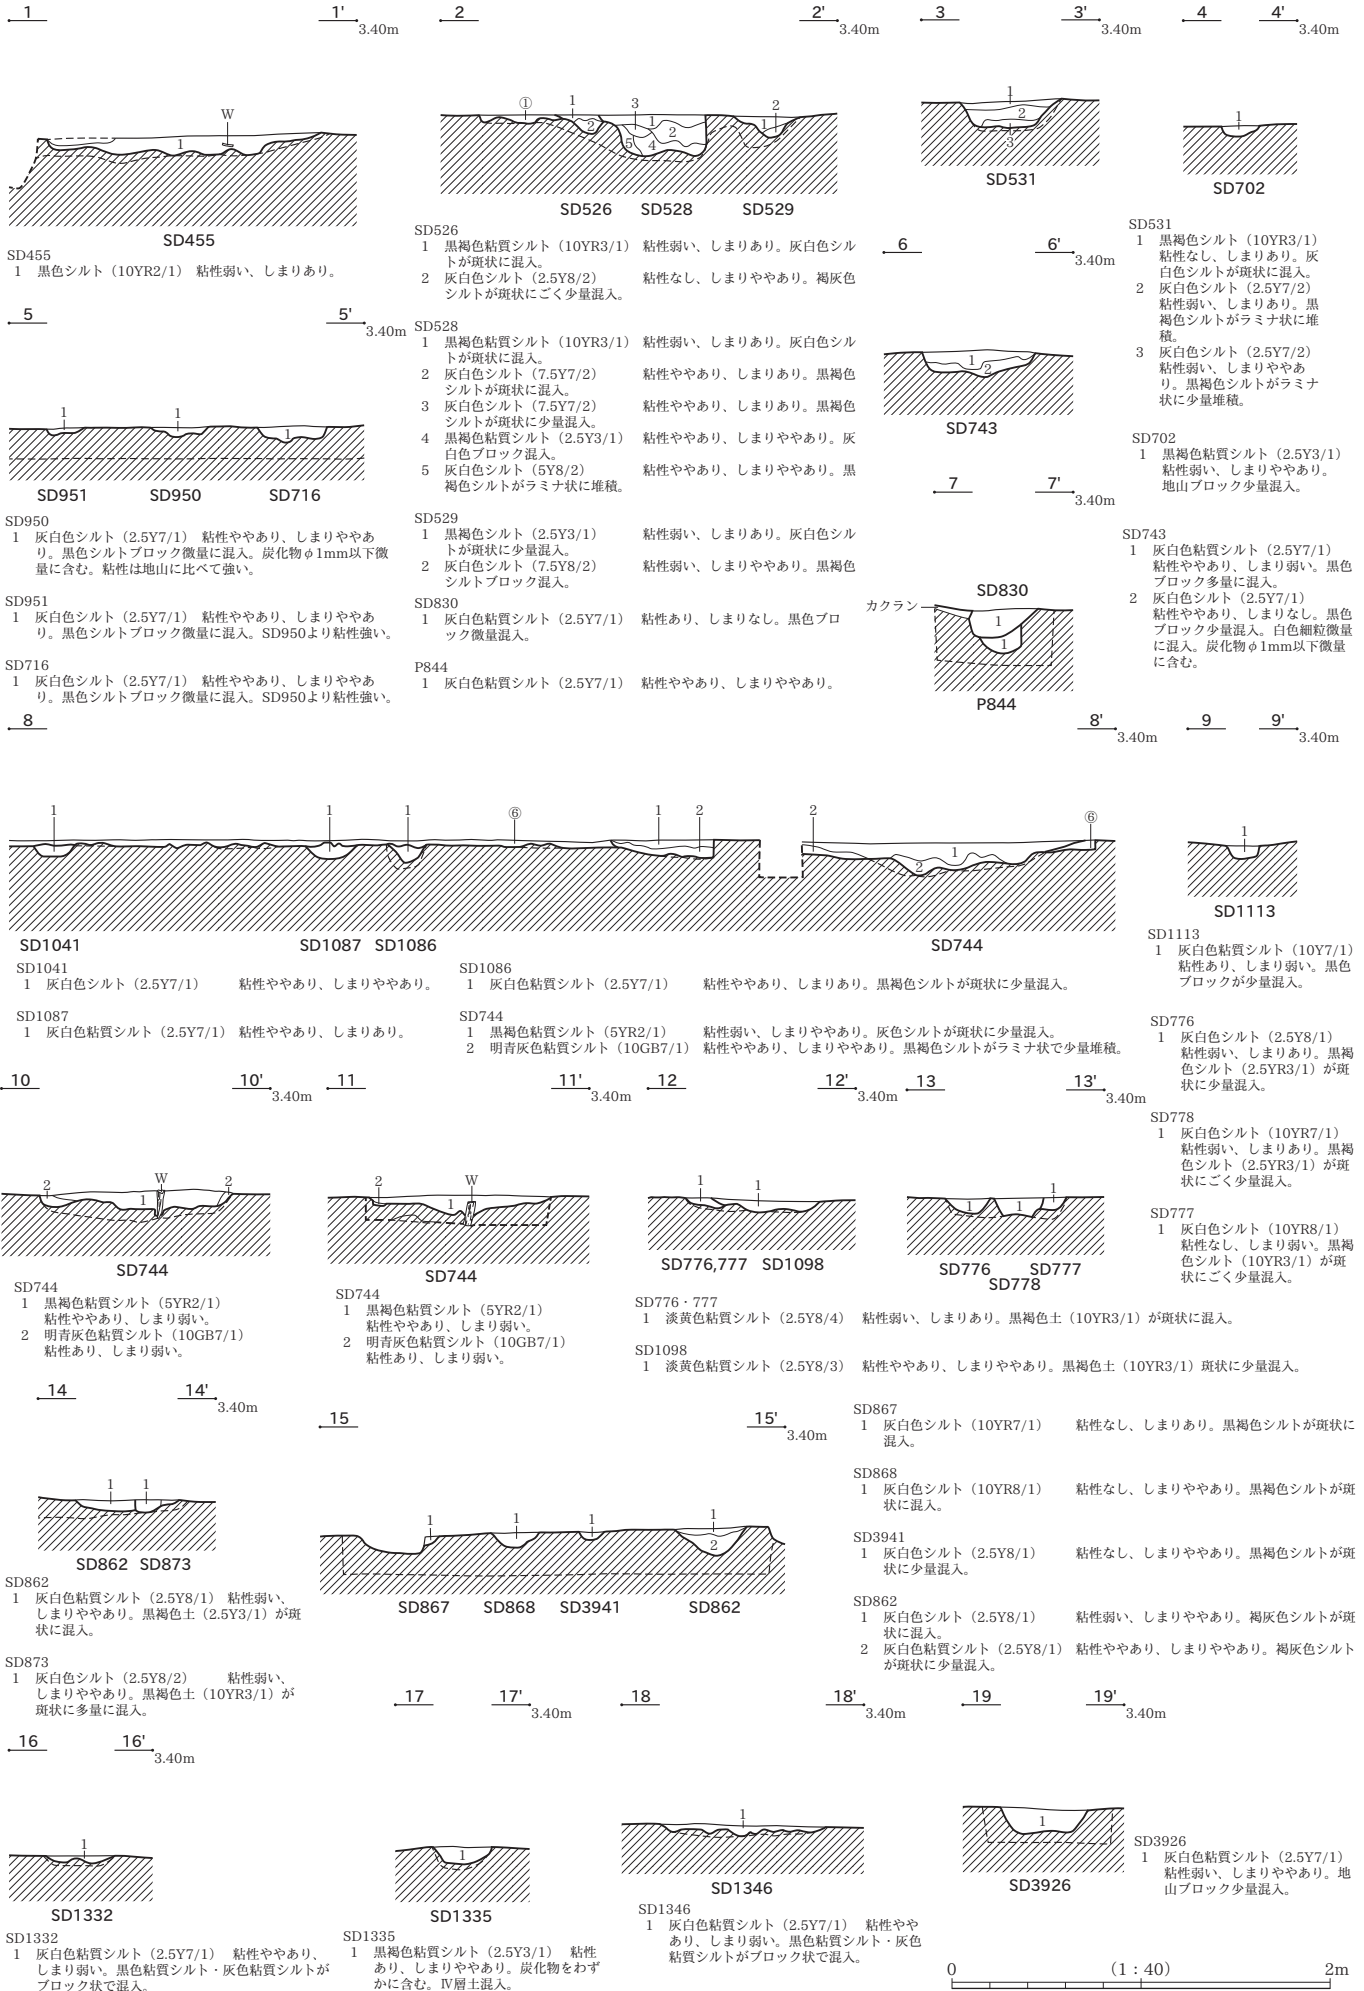 1 1' 3.40m
2 2' 3.40m
3 3' 3.40m
4 4' 3.40m
W
1
SD455
SD455
1 黒色シルト（10YR2/1） 粘性弱い、しまりあり。
① 1 2 3 1 2 5 4 2 1
SD526 SD528 SD529
SD526
1 黒褐色粘質シルト（10YR3/1） 粘性弱い、しまりあり。灰白色シル
トが斑状に混入。
2 灰白色シルト（2.5Y8/2） 粘性なし、しまりややあり。褐灰色
シルトが斑状にごく少量混入。
SD528
1 黒褐色粘質シルト（10YR3/1） 粘性弱い、しまりあり。灰白色シル
トが斑状に混入。
2 灰白色シルト（7.5Y7/2） 粘性ややあり、しまりあり。黒褐色
シルトが斑状に混入。
3 灰白色シルト（7.5Y7/2） 粘性ややあり、しまりあり。黒褐色
シルトが斑状に少量混入。
4 黒褐色粘質シルト（2.5Y3/1） 粘性ややあり、しまりややあり。灰
白色ブロック混入。
5 灰白色シルト（5Y8/2） 粘性ややあり、しまりややあり。黒
褐色シルトがラミナ状に堆積。
SD529
1 黒褐色シルト（2.5Y3/1） 粘性弱い、しまりあり。灰白色シル
トが斑状に少量混入。
2 灰白色シルト（7.5Y8/2） 粘性弱い、しまりややあり。黒褐色
シルトブロック混入。
SD830
1 灰白色粘質シルト（2.5Y7/1） 粘性あり、しまりなし。黒色ブロ
ック微量混入。
P844
1 灰白色粘質シルト（2.5Y7/1） 粘性ややあり、しまりややあり。
1 2 3
SD531
1
SD702
SD531
1 黒褐色シルト（10YR3/1）
粘性なし、しまりあり。灰
白色シルトが斑状に混入。
2 灰白色シルト（2.5Y7/2）
粘性弱い、しまりあり。黒
褐色シルトがラミナ状に堆
積。
3 灰白色シルト（2.5Y7/2）
粘性弱い、しまりややあ
り。黒褐色シルトがラミナ
状に少量堆積。
SD702
1 黒褐色粘質シルト（2.5Y3/1）
粘性弱い、しまりややあり。
地山ブロック少量混入。
SD743
1 灰白色粘質シルト（2.5Y7/1）
粘性ややあり、しまり弱い。黒色
ブロック多量に混入。
2 灰白色シルト（2.5Y7/1）
粘性ややあり、しまりなし。黒色
ブロック少量混入。白色細粒微量
に混入。炭化物φ1mm以下微量
に含む。
5 5' 3.40m
1 1 1
SD951 SD950 SD716
SD950
1 灰白色シルト（2.5Y7/1） 粘性ややあり、しまりややあ
り。黒色シルトブロック微量に混入。炭化物φ1mm以下微
量に含む。粘性は地山に比べて強い。
SD951
1 灰白色シルト（2.5Y7/1） 粘性ややあり、しまりややあ
り。黒色シルトブロック微量に混入。SD950より粘性強い。
SD716
1 灰白色シルト（2.5Y7/1） 粘性ややあり、しまりややあ
り。黒色シルトブロック微量に混入。SD950より粘性強い。
6 6' 3.40m
1 2
SD743
7 7' 3.40m
SD830
カクラン
1
1
P844
8 8' 3.40m
9 9' 3.40m
1 1 1 ⑥ 1 2 2 1 2 ⑥
SD1041 SD1087 SD1086 SD744
SD1041
1 灰白色シルト（2.5Y7/1） 粘性ややあり、しまりややあり。
SD1087
1 灰白色粘質シルト（2.5Y7/1） 粘性ややあり、しまりあり。
SD1086
1 灰白色粘質シルト（2.5Y7/1） 粘性ややあり、しまりあり。黒褐色シルトが斑状に少量混入。
SD744
1 黒褐色粘質シルト（5YR2/1） 粘性弱い、しまりややあり。灰色シルトが斑状に少量混入。
2 明青灰色粘質シルト（10GB7/1） 粘性ややあり、しまりややあり。黒褐色シルトがラミナ状で少量堆積。
1
SD1113
SD1113
1 灰白色粘質シルト（10Y7/1）
粘性あり、しまり弱い。黒色
ブロックが少量混入。
SD776
1 灰白色シルト（2.5Y8/1）
粘性弱い、しまりあり。黒褐
色シルト（2.5YR3/1）が斑
状に少量混入。
SD778
1 灰白色シルト（10YR7/1）
粘性弱い、しまりあり。黒褐
色シルト（2.5YR3/1）が斑
状にごく少量混入。
SD777
1 灰白色シルト（10YR8/1）
粘性なし、しまり弱い。黒褐
色シルト（10YR3/1）が斑
状にごく少量混入。
10 10' 3.40m
11 11' 3.40m
12 12' 3.40m
13 13' 3.40m
2 1 W 2
SD744
SD744
1 黒褐色粘質シルト（5YR2/1）
粘性ややあり、しまり弱い。
2 明青灰色粘質シルト（10GB7/1）
粘性あり、しまり弱い。
2 1 W
SD744
SD744
1 黒褐色粘質シルト（5YR2/1）
粘性ややあり、しまり弱い。
2 明青灰色粘質シルト（10GB7/1）
粘性あり、しまり弱い。
1 1
SD776,777 SD1098
1 1 1
SD776 SD777
SD778
SD776・777
1 淡黄色粘質シルト（2.5Y8/4） 粘性弱い、しまりあり。黒褐色土（10YR3/1）が斑状に混入。
SD1098
1 淡黄色粘質シルト（2.5Y8/3） 粘性ややあり、しまりややあり。黒褐色土（10YR3/1）斑状に少量混入。
14 14' 3.40m
1 1
SD862 SD873
SD862
1 灰白色粘質シルト（2.5Y8/1） 粘性弱い、
しまりややあり。黒褐色土（2.5Y3/1）が斑
状に混入。
SD873
1 灰白色シルト（2.5Y8/2） 粘性弱い、
しまりややあり。黒褐色土（10YR3/1）が
斑状に多量に混入。
15 15' 3.40m
1 1 1 1 2
SD867 SD868 SD3941 SD862
SD867
1 灰白色シルト（10YR7/1） 粘性なし、しまりあり。黒褐色シルトが斑状に
混入。
SD868
1 灰白色シルト（10YR8/1） 粘性なし、しまりややあり。黒褐色シルトが斑
状に混入。
SD3941
1 灰白色シルト（2.5Y8/1） 粘性なし、しまりややあり。黒褐色シルトが斑
状に少量混入。
SD862
1 灰白色シルト（2.5Y8/1） 粘性弱い、しまりややあり。褐灰色シルトが斑
状に混入。
2 灰白色粘質シルト（2.5Y8/1） 粘性ややあり、しまりややあり。褐灰色シルト
が斑状に少量混入。
16 16' 3.40m
1
SD1332
SD1332
1 灰白色粘質シルト（2.5Y7/1） 粘性ややあり、
しまり弱い。黒色粘質シルト・灰色粘質シルトが
ブロック状で混入。
17 17' 3.40m
1
SD1335
SD1335
1 黒褐色粘質シルト（2.5Y3/1） 粘性
あり、しまりややあり。炭化物をわず
かに含む。Ⅳ層土混入。
18 18' 3.40m
1
SD1346
SD1346
1 灰白色粘質シルト（2.5Y7/1） 粘性やや
あり、しまり弱い。黒色粘質シルト・灰色
粘質シルトがブロック状で混入。
19 19' 3.40m
1
SD3926
SD3926
1 灰白色粘質シルト（2.5Y7/1）
粘性弱い、しまりややあり。地
山ブロック少量混入。
0 （1：40） 2m